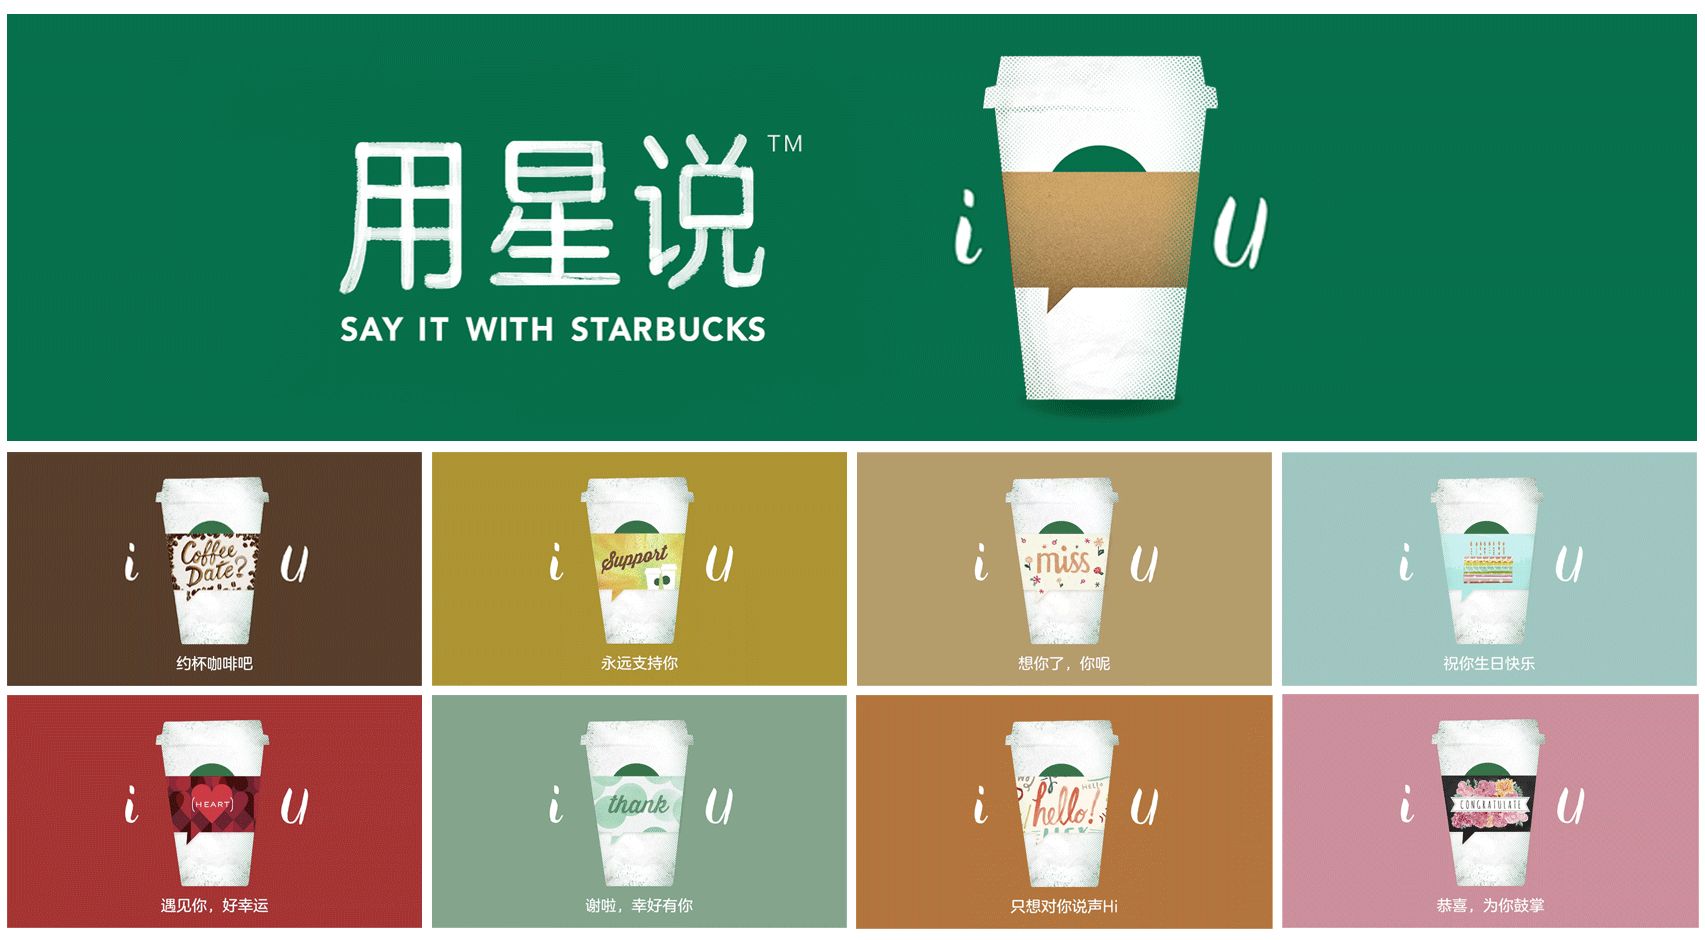 用星说™
SAY IT WITH STARBUCKS
i U
i Coffee Date? U
约杯咖啡吧
i Support U
永远支持你
i miss U
想你了，你呢
i U
祝你生日快乐
i {HEART} U
遇见你，好幸运
i thank U
谢啦，幸好有你
i hello! U
hello
只想对你说声Hi
i CONGRATULATE U
恭喜，为你鼓掌